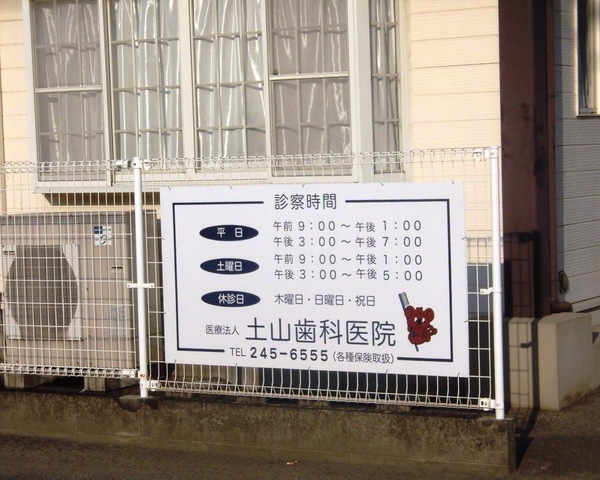 診察時間
平日 午前 9：00～午後 1：00
午後 3：00～午後 7：00
土曜日 午前 9：00～午後 1：00
午後 3：00～午後 5：00
休診日 木曜日・日曜日・祝日
医療法人 土山歯科医院
TEL 245-6555（各種保険取扱）